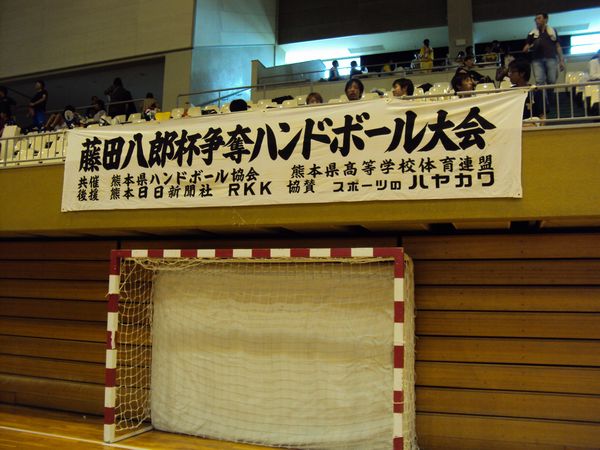 藤田八郎杯争奪ハンドボール大会
共催 熊本県ハンドボール協会 熊本県高等学校体育連盟
後援 熊本日日新聞社 RKK 協賛 スポーツのハヤカワ